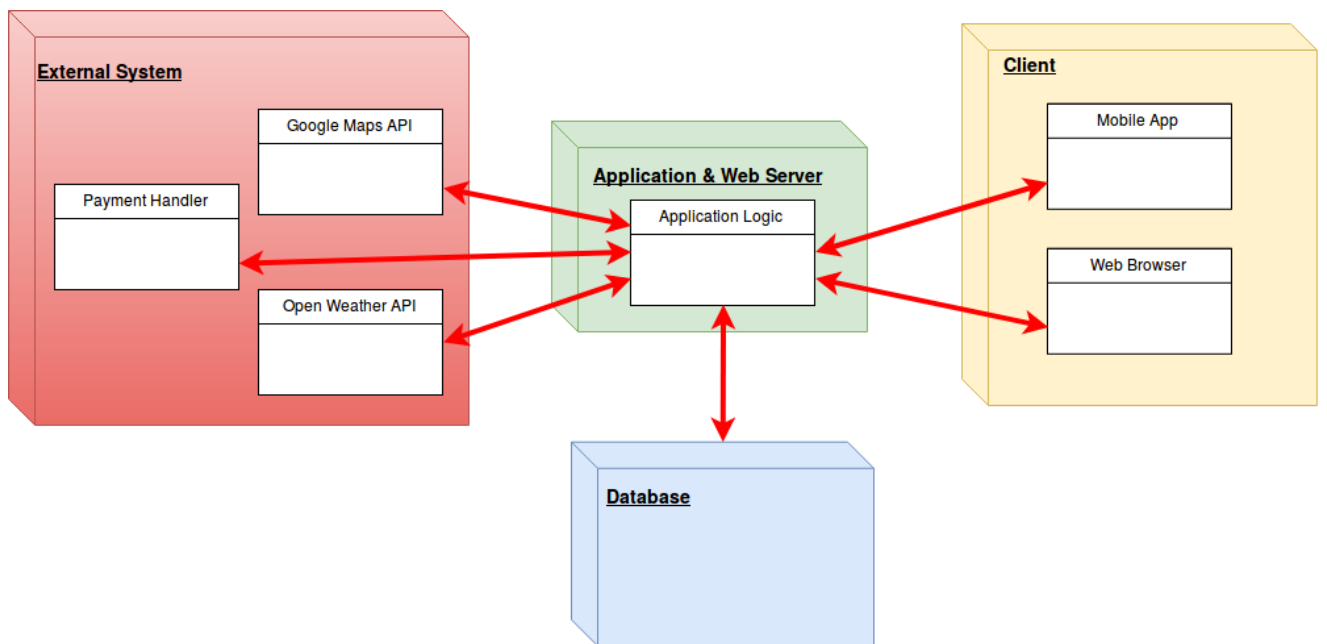 External System
Google Maps API
Payment Handler
Open Weather API
Application & Web Server
Application Logic
Client
Mobile App
Web Browser
Database